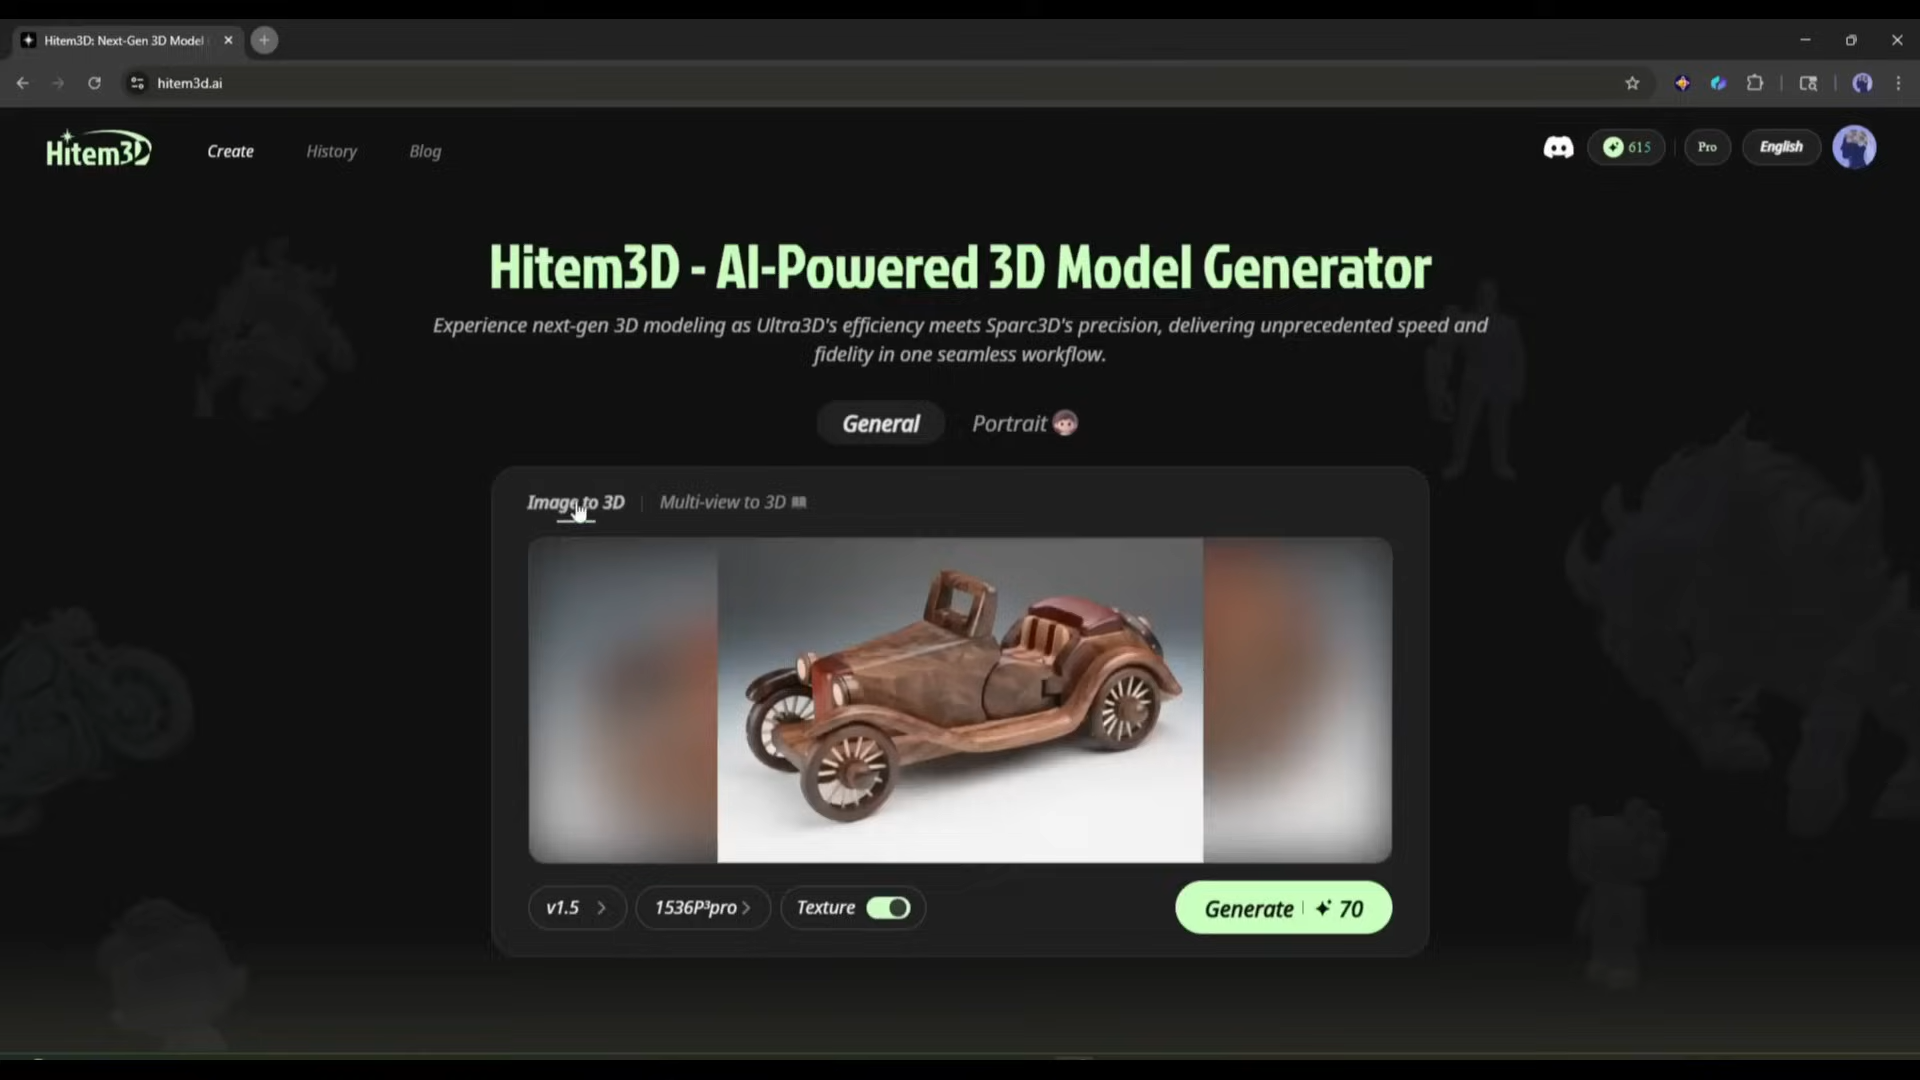 Hitem3D: Next-Gen 3D Model
hitem3d.ai
Hitem3D
Create
History
Blog
615
Pro
English
Hitem3D - AI-Powered 3D Model Generator
Experience next-gen 3D modeling as Ultra3D's efficiency meets Sparc3D's precision, delivering unprecedented speed and
fidelity in one seamless workflow.
General
Portrait
Image to 3D
Multi-view to 3D
v1.5
1536P³pro
Texture
Generate
70